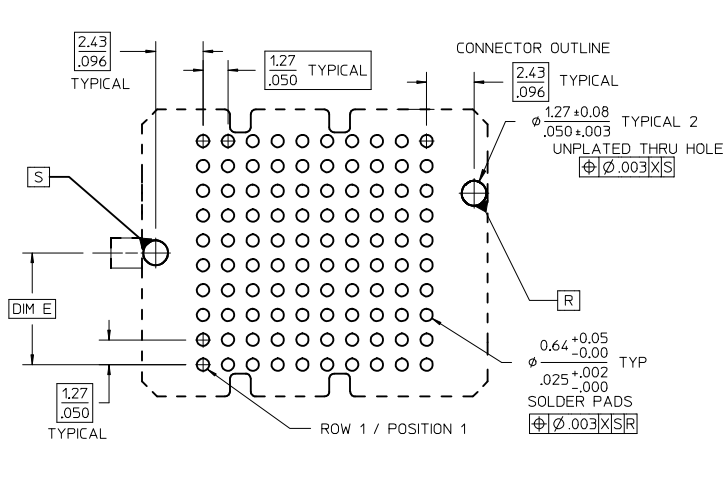 2.43
.096
TYPICAL
1.27
.050
TYPICAL
CONNECTOR OUTLINE
2.43
.096
TYPICAL
⌀ 1.27 ±0.08
.050 ±.003
TYPICAL 2
UNPLATED THRU HOLE
⌖ ⌀.003 X S
S
DIM E
R
⌀ 0.64 +0.05
-0.00
TYP
.025 +.002
-.000
SOLDER PADS
⌖ ⌀.003 X S R
1.27
.050
TYPICAL
ROW 1 / POSITION 1